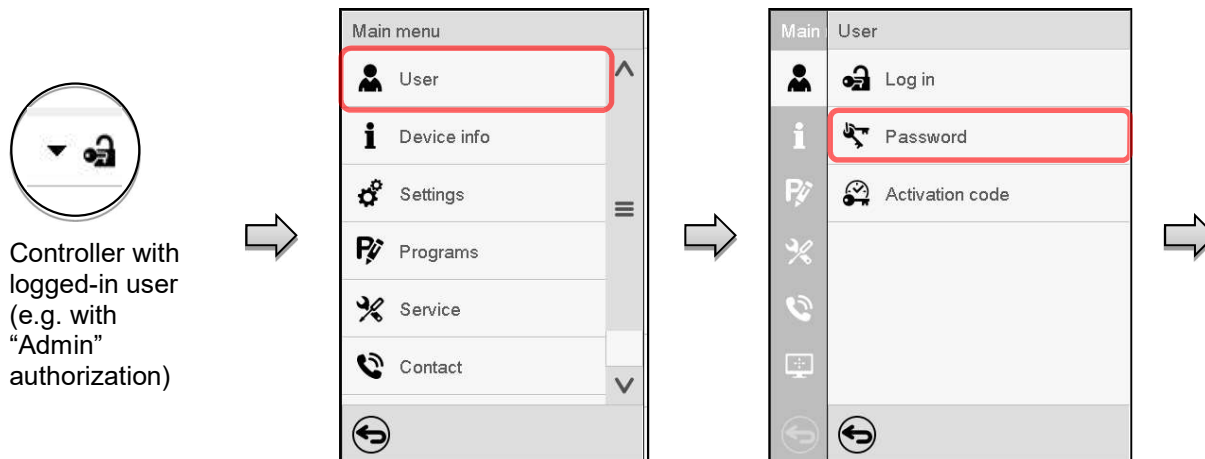 Controller with
logged-in user
(e.g. with
“Admin”
authorization)
Main menu
User
Device info
Settings
Programs
Service
Contact
Main
User
Log in
Password
Activation code